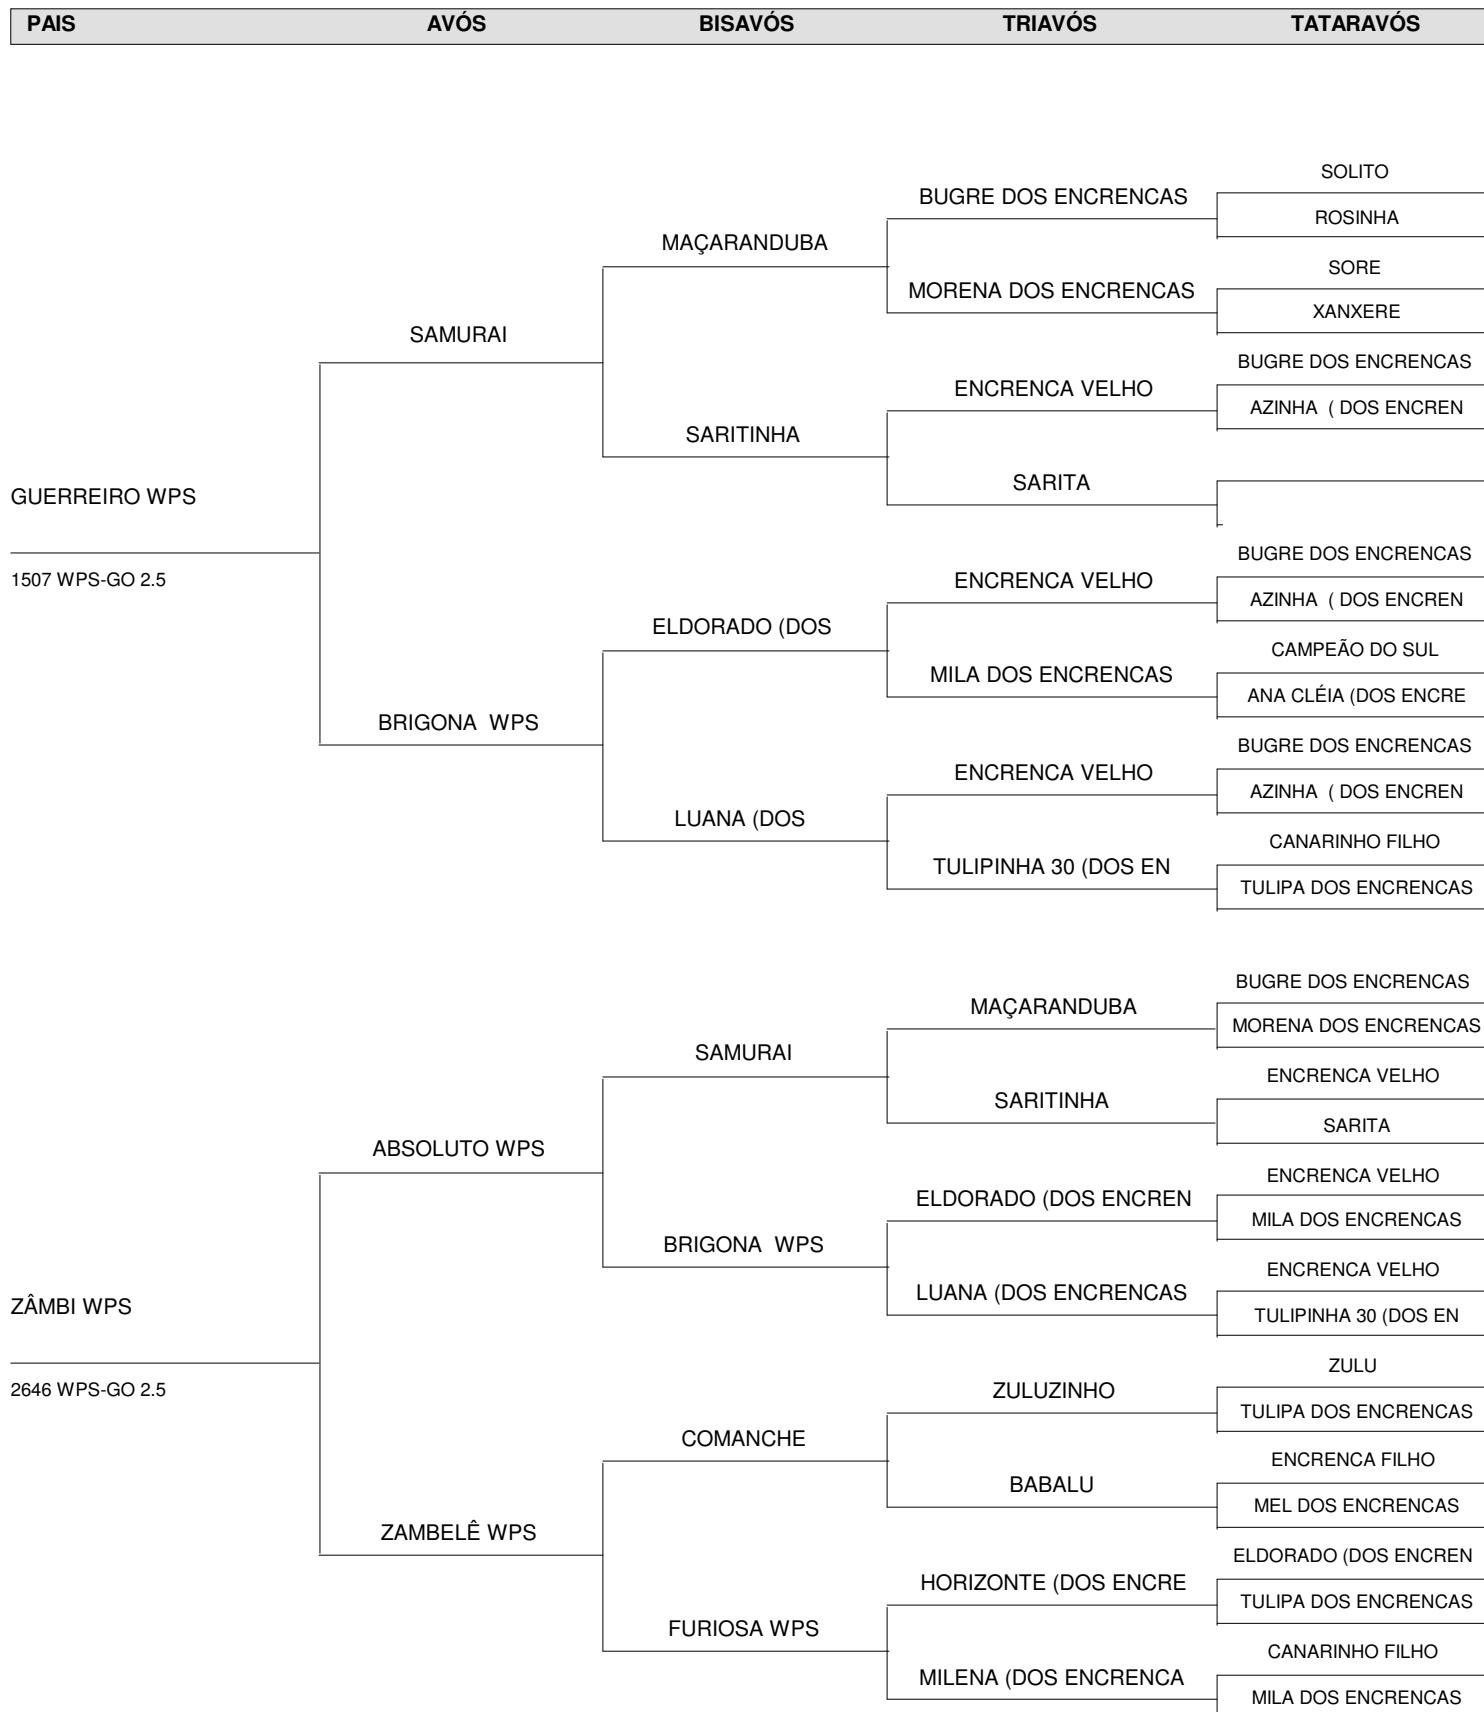 PAIS AVÓS BISAVÓS TRIAVÓS TATARAVÓS
SOLITO
BUGRE DOS ENCRENCAS
ROSINHA
MAÇARANDUBA
SORE
MORENA DOS ENCRENCAS
XANXERE
SAMURAI
BUGRE DOS ENCRENCAS
ENCRENCA VELHO
AZINHA ( DOS ENCREN
SARITINHA
SARITA
GUERREIRO WPS
1507 WPS-GO 2.5
BUGRE DOS ENCRENCAS
ENCRENCA VELHO
AZINHA ( DOS ENCREN
ELDORADO (DOS
CAMPEÃO DO SUL
MILA DOS ENCRENCAS
ANA CLÉIA (DOS ENCRE
BRIGONA WPS
BUGRE DOS ENCRENCAS
ENCRENCA VELHO
AZINHA ( DOS ENCREN
LUANA (DOS
CANARINHO FILHO
TULIPINHA 30 (DOS EN
TULIPA DOS ENCRENCAS
BUGRE DOS ENCRENCAS
MAÇARANDUBA
MORENA DOS ENCRENCAS
SAMURAI
ENCRENCA VELHO
SARITINHA
SARITA
ABSOLUTO WPS
ENCRENCA VELHO
ELDORADO (DOS ENCREN
MILA DOS ENCRENCAS
BRIGONA WPS
ENCRENCA VELHO
LUANA (DOS ENCRENCAS
TULIPINHA 30 (DOS EN
ZÂMBI WPS
2646 WPS-GO 2.5
ZULU
ZULUZINHO
TULIPA DOS ENCRENCAS
COMANCHE
ENCRENCA FILHO
BABALU
MEL DOS ENCRENCAS
ZAMBELÊ WPS
ELDORADO (DOS ENCREN
HORIZONTE (DOS ENCRE
TULIPA DOS ENCRENCAS
FURIOSA WPS
CANARINHO FILHO
MILENA (DOS ENCRENCA
MILA DOS ENCRENCAS